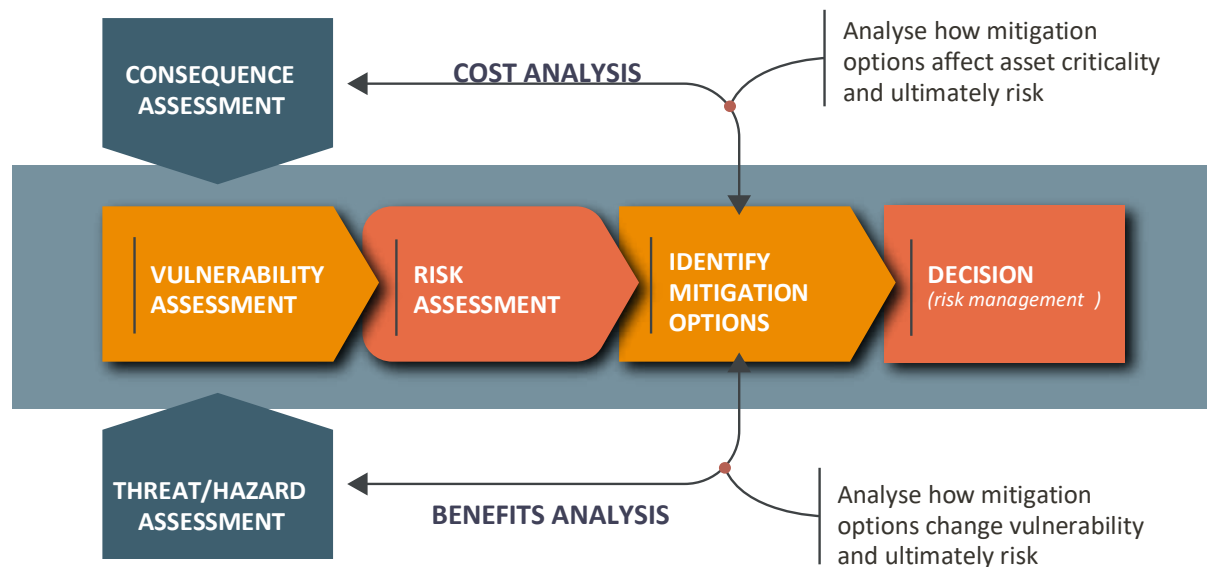 CONSEQUENCE
ASSESSMENT
COST ANALYSIS
Analyse how mitigation
options affect asset criticality
and ultimately risk
VULNERABILITY
ASSESSMENT
RISK
ASSESSMENT
IDENTIFY
MITIGATION
OPTIONS
DECISION
(risk management )
THREAT/HAZARD
ASSESSMENT
BENEFITS ANALYSIS
Analyse how mitigation
options change vulnerability
and ultimately risk